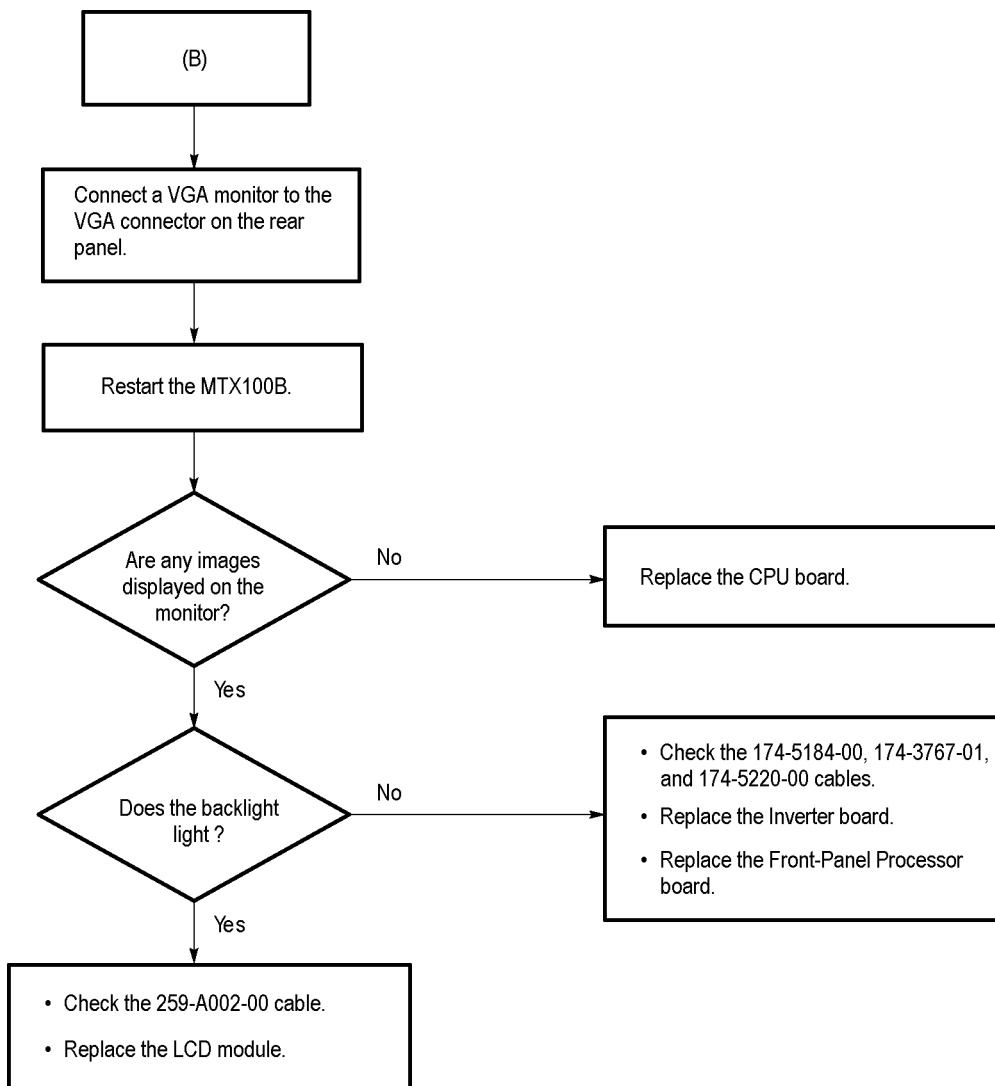 (B)
Connect a VGA monitor to the
VGA connector on the rear
panel.
Restart the MTX100B.
Are any images
displayed on the
monitor?
No
Replace the CPU board.
Yes
Does the backlight
light ?
No
• Check the 174-5184-00, 174-3767-01,
and 174-5220-00 cables.
• Replace the Inverter board.
• Replace the Front-Panel Processor
board.
Yes
• Check the 259-A002-00 cable.
• Replace the LCD module.